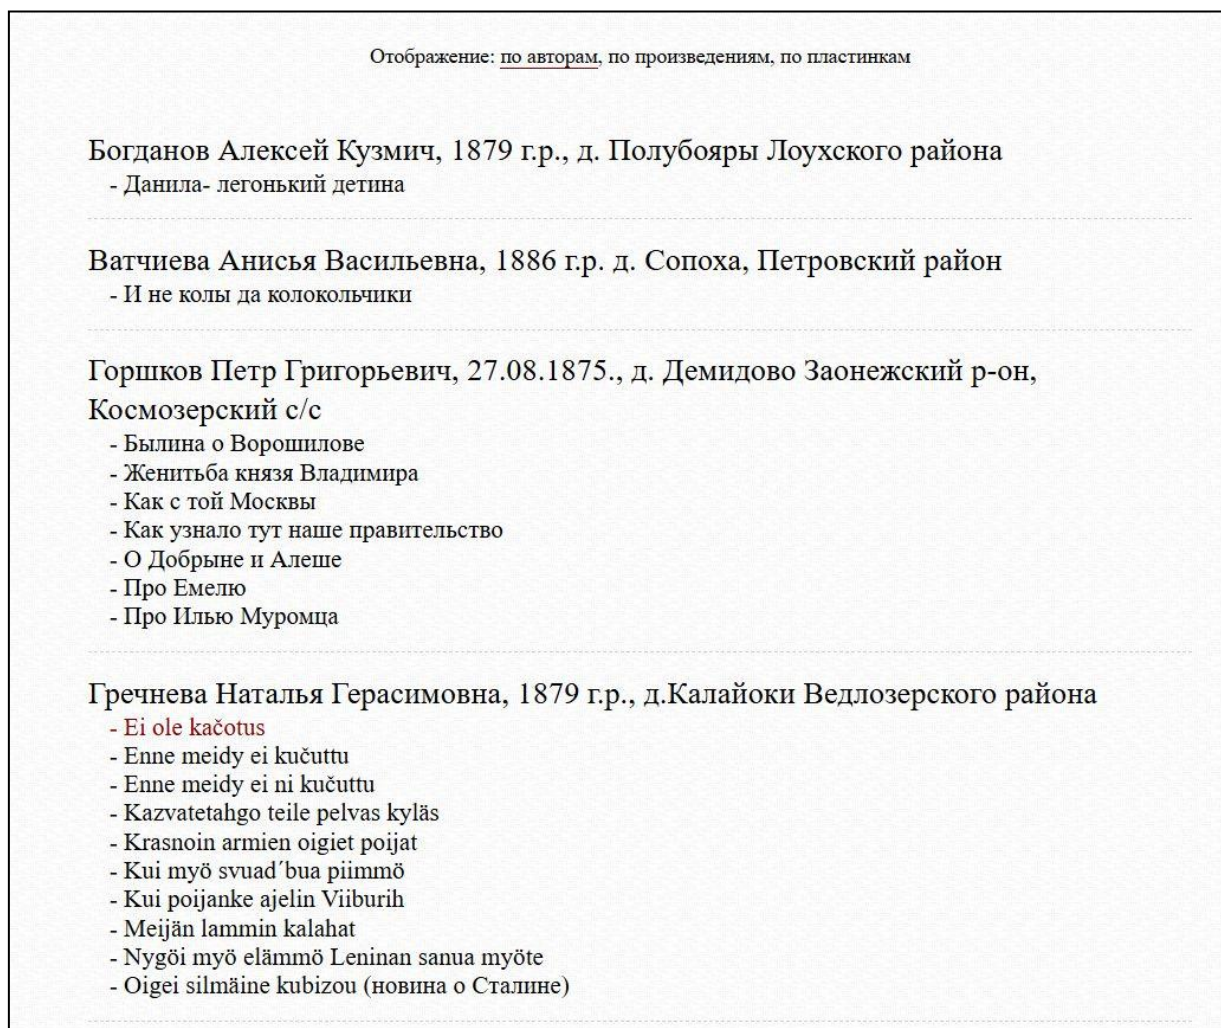 Отображение: по авторам, по произведениям, по пластинкам
Богданов Алексей Кузмич, 1879 г.р., д. Полубояры Лоухского района
- Данила- легонький детина
Ватчиева Анисья Васильевна, 1886 г.р. д. Сопоха, Петровский район
- И не колы да колокольчики
Горшков Петр Григорьевич, 27.08.1875., д. Демидово Заонежский р-он,
Космозерский с/с
- Былина о Ворошилове
- Женитьба князя Владимира
- Как с той Москвы
- Как узнало тут наше правительство
- О Добрыне и Алеше
- Про Емелю
- Про Илью Муромца
Гречнева Наталья Герасимовна, 1879 г.р., д.Калайоки Ведлозерского района
- Ei ole kačotus
- Enne meidy ei kučuttu
- Enne meidy ei ni kučuttu
- Kazvatetahgo teile pelvas kyläs
- Krasnoin armien oigiet poijat
- Kui myö svuad´bua piimmö
- Kui poijanke ajelin Viiburih
- Meijän lammin kalahat
- Nygöi myö elämmö Leninan sanua myöte
- Oigei silmäine kubizou (новина о Сталине)